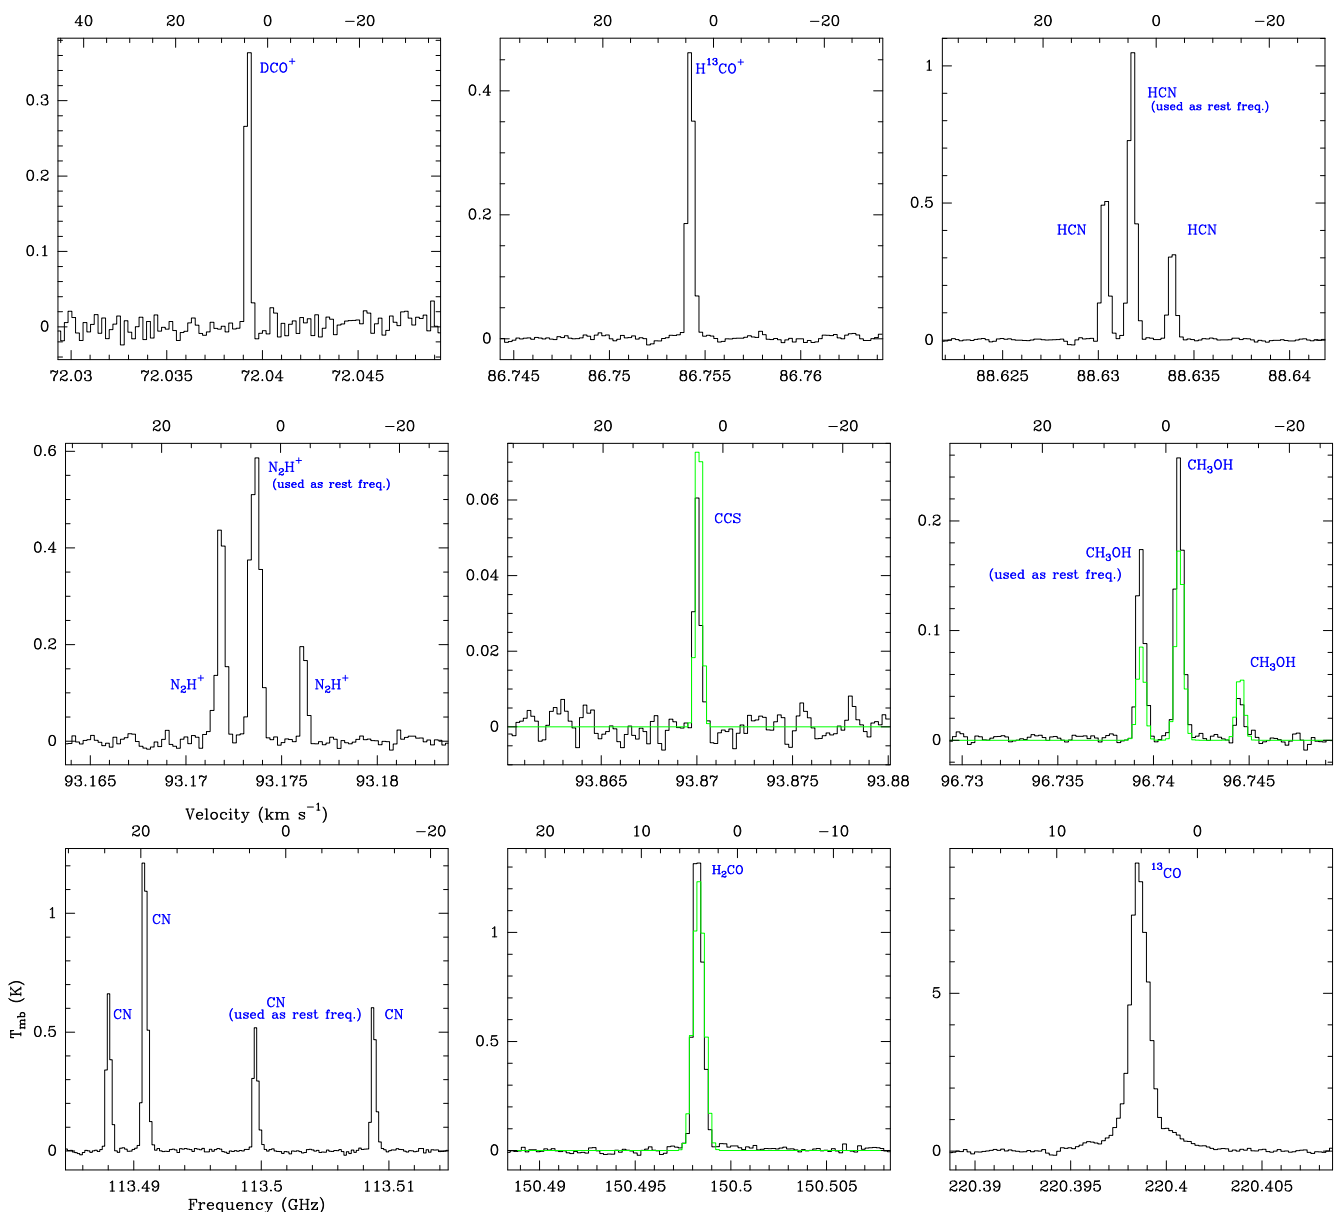 40 20 0 −20
20 0 −20
20 0 −20
DCO+
H13CO+
HCN
(used as rest freq.)
HCN
HCN
0.3
0.2
0.1
0
0.4
0.2
0
1
0.5
0
72.03 72.035 72.04 72.045
86.745 86.75 86.755 86.76
88.625 88.63 88.635 88.64
20 0 −20
20 0 −20
20 0 −20
N2H+
(used as rest freq.)
N2H+
N2H+
CCS
CH3OH
CH3OH
(used as rest freq.)
CH3OH
0.6
0.4
0.2
0
0.06
0.04
0.02
0
0.2
0.1
0
93.165 93.17 93.175 93.18
93.865 93.87 93.875 93.88
96.73 96.735 96.74 96.745
Velocity (km s−1)
20 0 −20
20 10 0 −10
10 0
CN
CN
CN
(used as rest freq.)
CN
H2CO
13CO
Tmb (K)
1
0.5
0
1
0.5
0
5
0
113.49 113.5 113.51
150.49 150.495 150.5 150.505
220.39 220.395 220.4 220.405
Frequency (GHz)